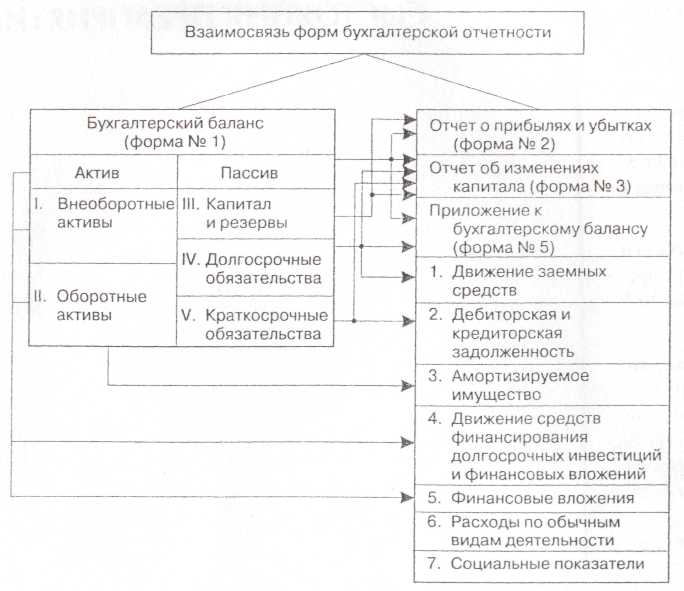 Взаимосвязь форм бухгалтерской отчетности
Бухгалтерский баланс
(форма № 1)
Актив
Пассив
I. Внеоборотные
активы
II. Оборотные
активы
III. Капитал
и резервы
IV. Долгосрочные
обязательства
V. Краткосрочные
обязательства
Отчет о прибылях и убытках
(форма № 2)
Отчет об изменениях
капитала (форма № 3)
Приложение к
бухгалтерскому балансу
(форма № 5)
1. Движение заемных
средств
2. Дебиторская и
кредиторская
задолженность
3. Амортизируемое
имущество
4. Движение средств
финансирования
долгосрочных инвестиций
и финансовых вложений
5. Финансовые вложения
6. Расходы по обычным
видам деятельности
7. Социальные показатели